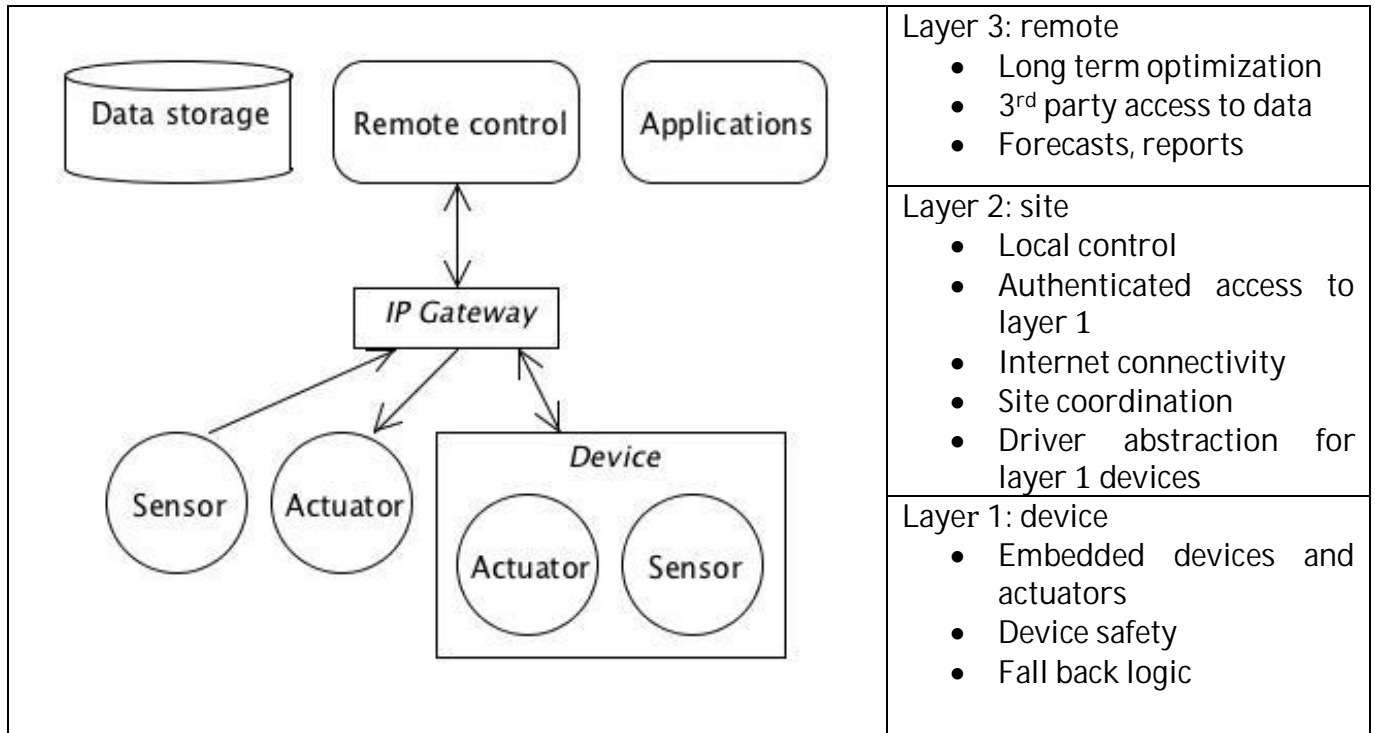 Data storage
Remote control
Applications
IP Gateway
Sensor
Actuator
Device
Actuator
Sensor
Layer 3: remote
• Long term optimization
• 3rd party access to data
• Forecasts, reports
Layer 2: site
• Local control
• Authenticated access to
layer 1
• Internet connectivity
• Site coordination
• Driver abstraction for
layer 1 devices
Layer 1: device
• Embedded devices and
actuators
• Device safety
• Fall back logic